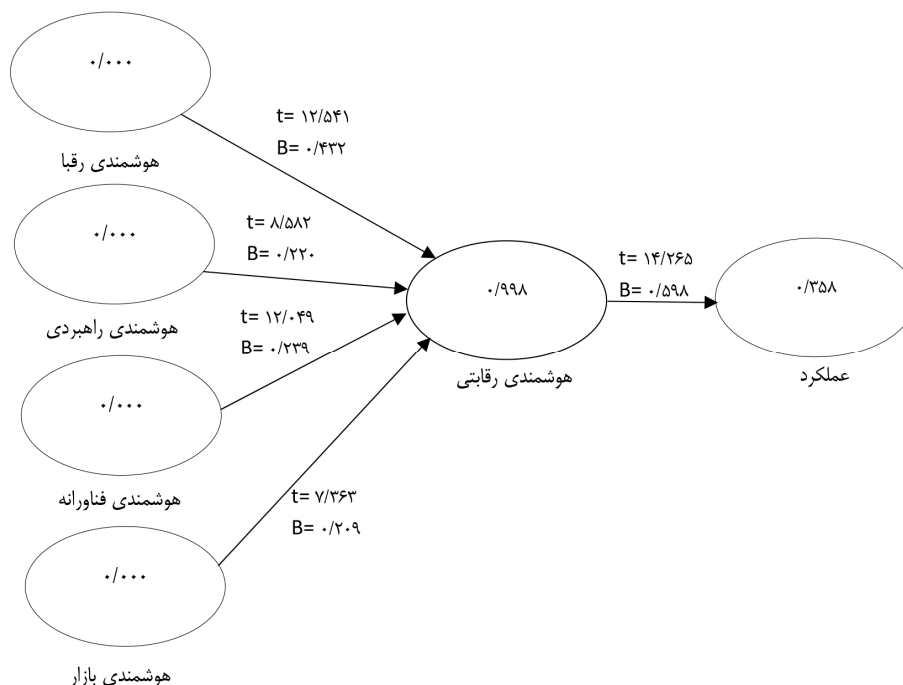 ۰/۰۰۰
هوشمندی رقبا
t= ۱۲/۵۴۱
B= ۰/۴۳۲
۰/۰۰۰
هوشمندی راهبردی
t= ۸/۵۸۲
B= ۰/۲۲۰
۰/۰۰۰
هوشمندی فناورانه
t= ۱۲/۰۴۹
B= ۰/۲۳۹
۰/۰۰۰
هوشمندی بازار
t= ۷/۳۶۳
B= ۰/۲۰۹
۰/۹۹۸
هوشمندی رقابتی
t= ۱۴/۲۶۵
B= ۰/۵۹۸
۰/۳۵۸
عملکرد